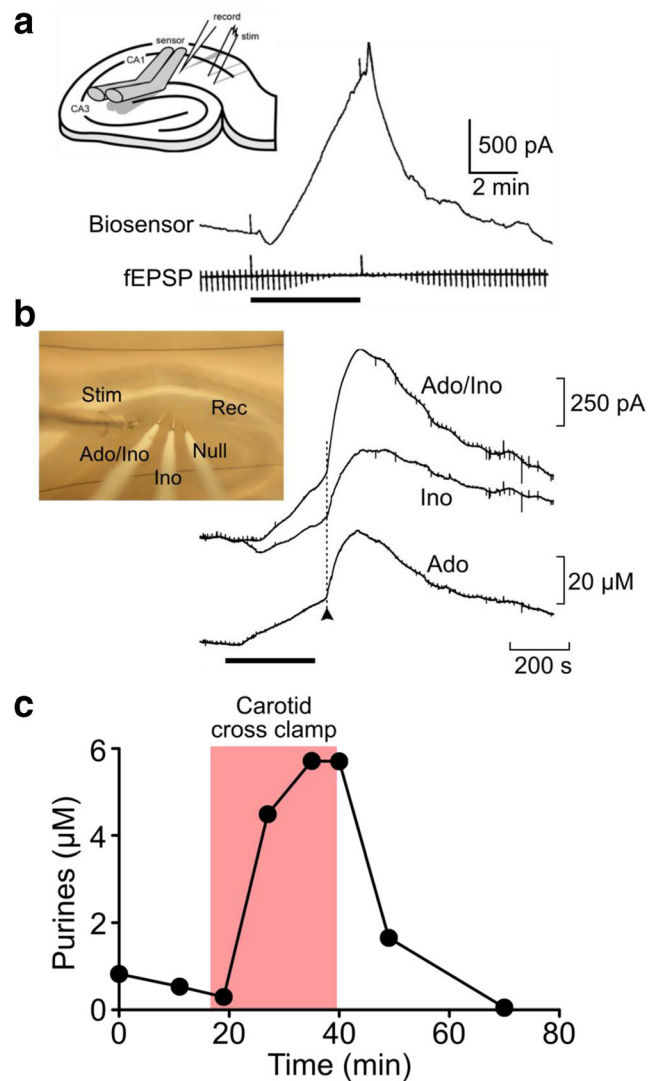 a
record
sensor
stim
CA1
CA3
500 pA
2 min
Biosensor
fEPSP
b
Stim
Rec
Ado/Ino
Null
Ino
Ado/Ino
250 pA
Ino
Ado
20 µM
200 s
c
Carotid
cross clamp
Purines (µM)
6
4
2
0
0
20
40
60
80
Time (min)